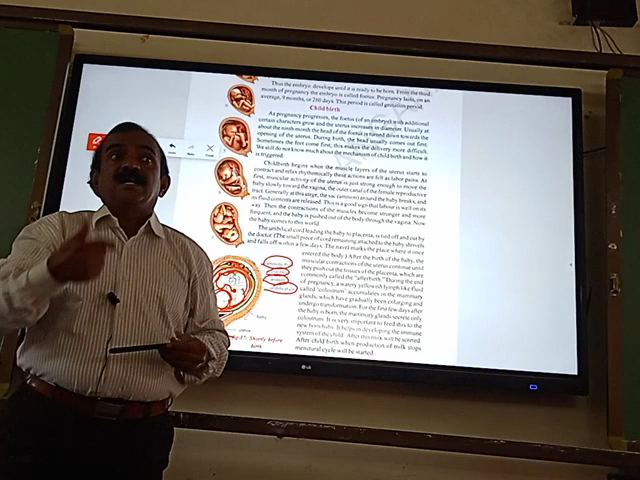 Thus the embryo develops until it is ready to be born. From the third
month of pregnancy the embryo is called foetus. Pregnancy lasts, on an
average, 9 months, or 280 days. This period is called gestation period.
Child birth
As pregnancy progresses, the foetus (of an embryo) with additional
certain characters grow and the uterus increases in diameter. Usually at
about the ninth month the head of the foetus is turned down towards the
opening of the uterus. During birth, the head usually comes out first.
Sometimes the feet come first, this makes the delivery more difficult.
We still do not know much about the mechanism of child birth and how it
is triggered.
Childbirth begins when the muscle layers of the uterus starts to
contract and relax rhythmically these actions are felt as labor pains. At
first, muscular activity of the uterus is just strong enough to move the
baby slowly toward the vagina, the outer canal of the female reproductive
tract. Generally at this stage, the sac (amnion) around the baby breaks, and
its fluid contents are released. This is a good sign that labour is well on its
way. Then the contractions of the muscles become stronger and more
frequent, and the baby is pushed out of the body through the vagina. Now
the baby comes to this world.
The umbilical cord leading the baby to placenta, is tied off and cut by
the doctor. (The small piece of cord remaining attached to the baby shrivels
and falls off within a few days. The navel marks the place where it once
entered the body.) After the birth of the baby, the
muscular contractions of the uterus continue until
they push out the tissues of the placenta, which are
commonly called the "afterbirth." During the end
of pregnancy, a watery yellowish lymph like fluid
called "colostrum" accumulates in the mammary
glands, which have gradually been enlarging and
undergo transformation. For the first few days after
the baby is born, the mammary glands secrete only
colostrum. It is very important to feed this to the
new born baby. It helps in developing the immune
system of the child. After this milk will be secreted.
After child birth when production of milk stops
menstrual cycle will be started
baby
uterus
Shortly before
birth
Undo
Redo
Close
LG